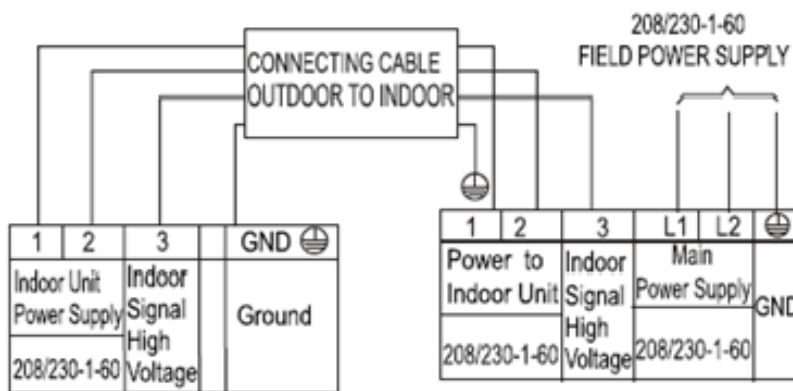 208/230-1-60
FIELD POWER SUPPLY
CONNECTING CABLE
OUTDOOR TO INDOOR
1 2 3 GND
Indoor Unit
Power Supply
208/230-1-60
Indoor
Signal
High
Voltage
Ground
1 2 3 L1 L2
Power to
Indoor Unit
208/230-1-60
Indoor
Signal
High
Voltage
Main
Power Supply
208/230-1-60
GND